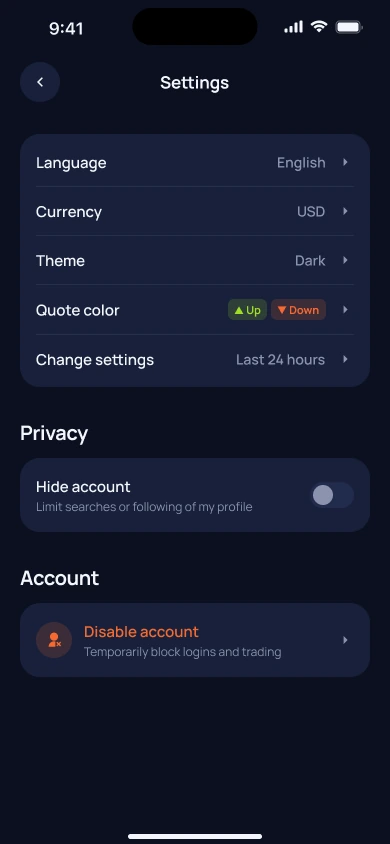 9:41
Settings
Language English
Currency USD
Theme Dark
Quote color Up Down
Change settings Last 24 hours
Privacy
Hide account
Limit searches or following of my profile
Account
Disable account
Temporarily block logins and trading